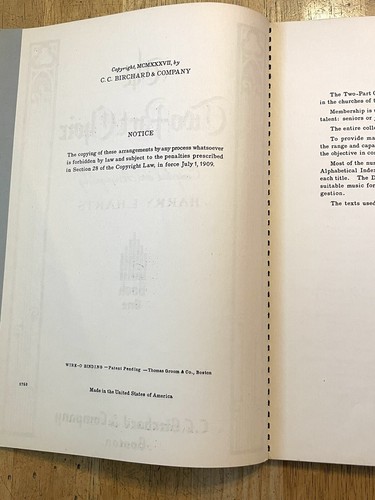 Copyright, MCMXXXVII, by
C. C. BIRCHARD & COMPANY
NOTICE
The copying of these arrangements by any process whatsoever
is forbidden by law and subject to the penalties prescribed
in Section 28 of the Copyright Law, in force July 1, 1909.
WIRE-O BINDING — Patent Pending — Thomas Groom & Co., Boston
Made in the United States of America
The Two-Part C
in the churches of t
Membership is
talent: seniors or
The entire colle
To provide ma
the range and capa
the objective in co
Most of the nu
Alphabetical Index
each title. The D
suitable music for
gestion.
The texts used